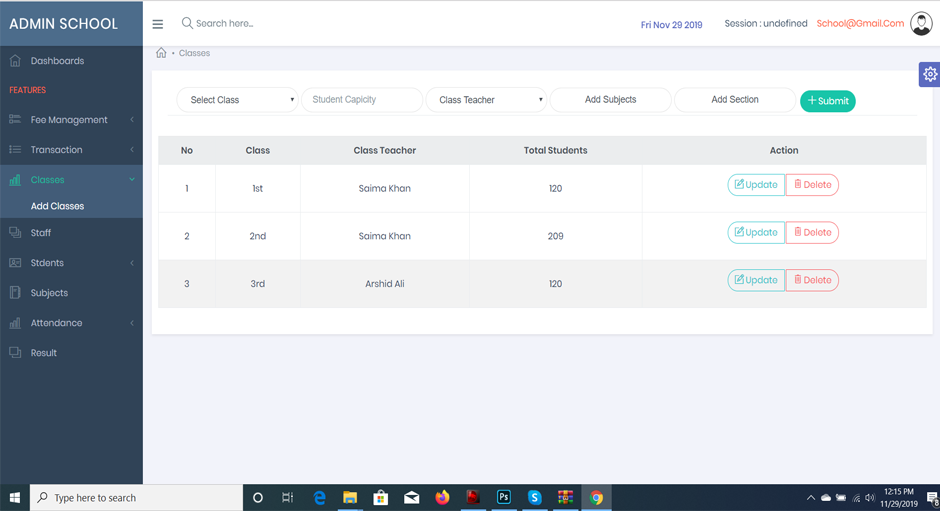 ADMIN SCHOOL
Search here...
Fri Nov 29 2019
Session : undefined
School@Gmail.Com
Dashboards
FEATURES
Fee Management
Transaction
Classes
Add Classes
Staff
Stdents
Subjects
Attendance
Result
• Classes
Select Class
Student Capicity
Class Teacher
Add Subjects
Add Section
+ Submit
No Class Class Teacher Total Students Action
1 1st Saima Khan 120 Update Delete
2 2nd Saima Khan 209 Update Delete
3 3rd Arshid Ali 120 Update Delete
Type here to search
Ps
12:15 PM
11/29/2019
8